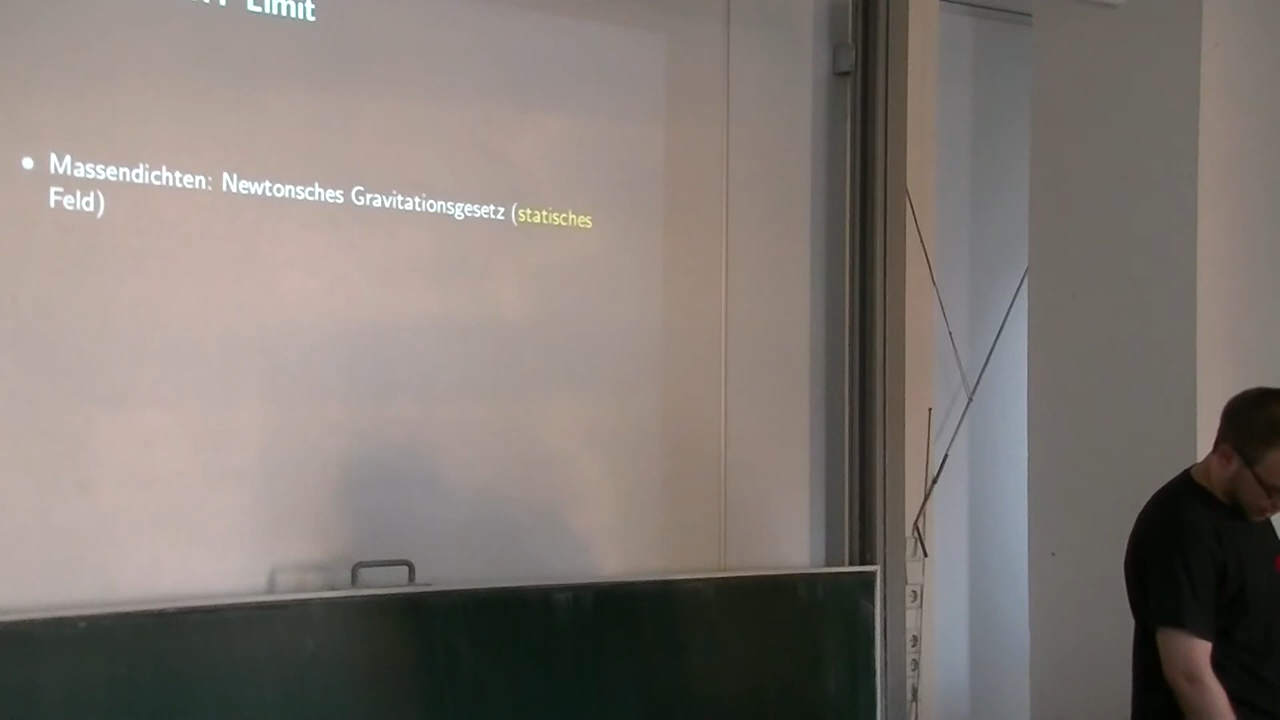 Limit
• Massendichten: Newtonsches Gravitationsgesetz (statisches
Feld)